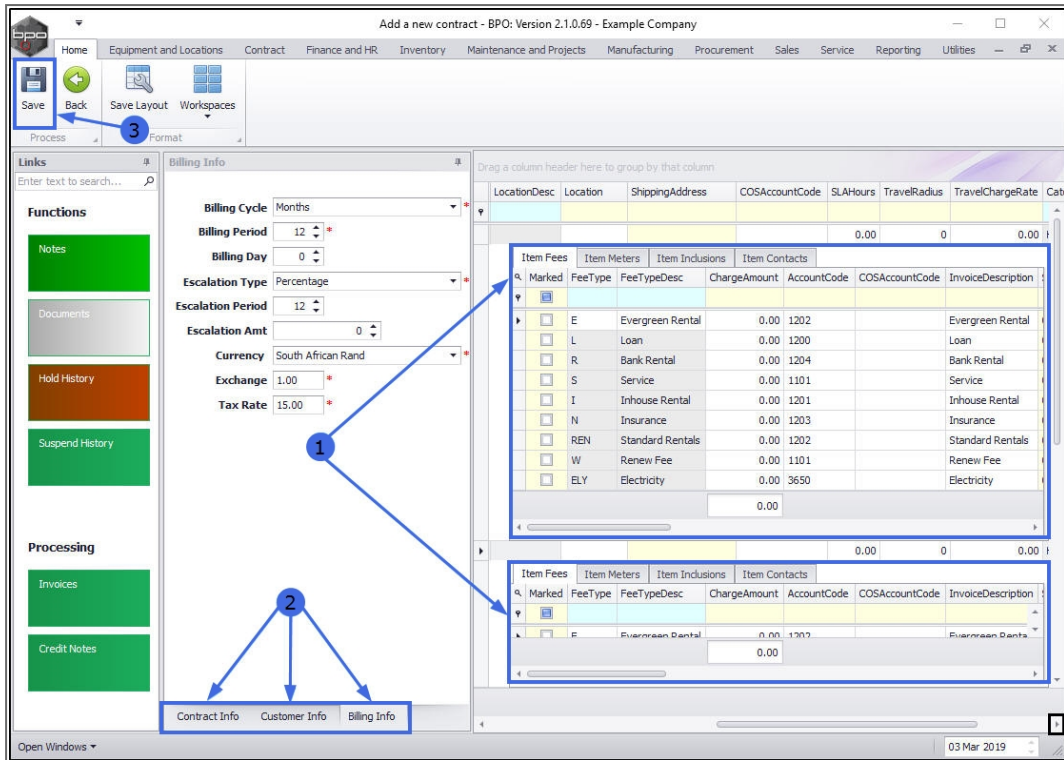 Add a new contract - BPO: Version 2.1.0.69 - Example Company
bpo
Home Equipment and Locations Contract Finance and HR Inventory Maintenance and Projects Manufacturing Procurement Sales Service Reporting Utilities
Save Back Save Layout Workspaces
3
Process Format
Links
Enter text to search...
Functions
Notes
Documents
Hold History
Suspend History
Processing
Invoices
Credit Notes
Billing Info
Billing Cycle Months *
Billing Period 12 *
Billing Day 0
Escalation Type Percentage *
Escalation Period 12
Escalation Amt 0
Currency South African Rand *
Exchange 1.00 *
Tax Rate 15.00 *
1
2
Contract Info Customer Info Billing Info
Drag a column header here to group by that column
LocationDesc Location ShippingAddress COSAccountCode SLAHours TravelRadius TravelChargeRate Cat
0.00 0 0.00
Item Fees Item Meters Item Inclusions Item Contacts
Marked FeeType FeeTypeDesc ChargeAmount AccountCode COSAccountCode InvoiceDescription
E Evergreen Rental 0.00 1202 Evergreen Rental
L Loan 0.00 1200 Loan
R Bank Rental 0.00 1204 Bank Rental
S Service 0.00 1101 Service
I Inhouse Rental 0.00 1201 Inhouse Rental
N Insurance 0.00 1203 Insurance
REN Standard Rentals 0.00 1202 Standard Rentals
W Renew Fee 0.00 1101 Renew Fee
ELY Electricity 0.00 3650 Electricity
0.00
0.00 0 0.00
Item Fees Item Meters Item Inclusions Item Contacts
Marked FeeType FeeTypeDesc ChargeAmount AccountCode COSAccountCode InvoiceDescription
E Evergreen Rental 0.00 1202 Evergreen Renta
0.00
Open Windows 03 Mar 2019